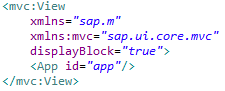 <mvc:View
xmlns="sap.m"
xmlns:mvc="sap.ui.core.mvc"
displayBlock="true">
<App id="app"/>
</mvc:View>